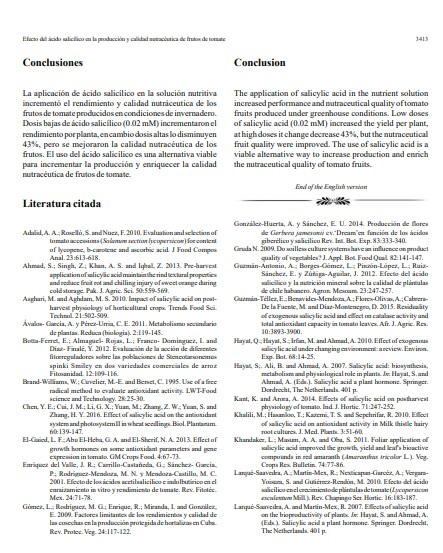 Efecto del ácido salicílico en la producción y calidad nutracéutica de frutos de tomate 3413
Conclusiones
La aplicación de ácido salicílico en la solución nutritiva
incrementó el rendimiento y calidad nutráceutica de los
frutos de tomate producidos en condiciones de invernadero.
Dosis bajas de ácido salicílico (0.02 mM) incrementaron el
rendimiento por planta, en cambio dosis altas lo disminuyen
43%, pero se mejoraron la calidad nutracéutica de los
frutos. El uso del ácido salicílico es una alternativa viable
para incrementar la producción y enriquecer la calidad
nutracéutica de frutos de tomate.
Literatura citada
Adalid, A. A.; Roselló, S. and Nuez, F. 2010. Evaluation and selection of
tomato accessions (Solanum section lycopersicon) for content
of lycopene, b-carotene and ascorbic acid. J Food Compos
Anal. 23:613-618.
Ahmad, S.; Singh, Z.; Khan, A. S. and Iqbal, Z. 2013. Pre-harvest
application of salicylic acid maintain the rind textural properties
and reduce fruit rot and chilling injury of sweet orange during
cold storage. Pak. J. Agric. Sci. 50:559-569
Asghari, M. and Aghdam, M. S. 2010. Impact of salicylic acid on post-
harvest physiology of horticultural crops. Trends Food Sci.
Technol. 21:502-509.
Ávalos- García, A. y Pérez-Urria, C. E. 2011. Metabolismo secundario
de plantas. Reduca (biología). 2:119-145.
Botta-Ferret, E.; Almaguel- Rojas, L.; Franco- Domínguez, I. and
Díaz- Finalé, Y. 2012. Evaluación de la acción de diferentes
fitorreguladores sobre las poblaciones de Steneotarsonemus
spinki Smiley en dos variedades comerciales de arroz
Fitosanidad. 12:109-116.
Brand-Williams, W.; Cuvelier, M.-E and Berset, C. 1995. Use of a free
radical method to evaluate antioxidant activity. LWT-Food
science and Technology. 28:25-30.
Chen, Y. E.; Cui, J. M.; Li, G. X.; Yuan, M.; Zhang, Z. W.; Yuan, S. and
Zhang, H. Y. 2016. Effect of salicylic acid on the antioxidant
system and photosystem II in wheat seedlings. Biol. Plantarum.
60:139-147.
El-Gaied, L. F.; Abu El-Heba, G. A. and El-Sherif, N. A. 2013. Effect of
growth hormones on some antioxidant parameters and gene
expression in tomato. GM Crops Food. 4:67-73.
Enríquez del Valle, J. R.; Carrillo-Castañeda, G.; Sánchez- García,
P.; Rodríguez-Mendoza, M. N. y Mendoza-Castillo, M. C.
2001. Efecto de los ácidos acetilsalicílico e indolbutírico en el
enraizamiento in vitro y rendimiento de tomate. Rev. Fitotéc.
Mex. 24:71-78.
Gómez, L.; Rodríguez, M. G.; Enrique, R.; Miranda, I. and González,
E. 2009. Factores limitantes de los rendimientos y calidad de
las cosechas en la producción protegida de hortalizas en Cuba.
Rev. Protec. Veg. 24:117-122.
Conclusion
The application of salicylic acid in the nutrient solution
increased performance and nutraceutical quality of tomato
fruits produced under greenhouse conditions. Low doses
of salicylic acid (0.02 mM) increased the yield per plant,
at high doses it change decrease 43%, but the nutraceutical
fruit quality were improved. The use of salicylic acid is a
viable alternative way to increase production and enrich
the nutraceutical quality of tomato fruits.
End of the English version
González-Huerta, A. y Sánchez, E. U. 2014. Producción de flores
de Gerbera jamesonii cv.'Dream'en función de los ácidos
giberélico y salicílico Rev. Int. Bot. Exp. 83:333-340.
Gruda N. 2009. Do soilless culture systems have an influence on product
quality of vegetables? J. Appl. Bot. Food Qual. 82:141-147.
Guzmán-Antonio, A.; Borges-Gómez, L.; Pinzón-López, L.; Ruiz-
Sánchez, E. y Zúñiga-Aguilar, J. 2012. Efecto del ácido
salicílico y la nutrición mineral sobre la calidad de plántulas
de chile habanero. Agron. Mesoam. 23:247-257.
Guzmán-Téllez, E.; Benavides-Mendoza, A.; Flores-Olivas, A.; Cabrera-
De la Fuente, M. and Díaz-Montenegro, D. 2015. Residuality
of exogenous salicylic acid and effect on catalase activity and
total antioxidant capacity in tomato leaves. Afr. J. Agric. Res.
10:3893-3900.
Hayat, Q.; Hayat, S.; Irfan, M. and Ahmad, A. 2010. Effect of exogenous
salicylic acid under changing environment: a review. Environ.
Exp. Bot. 68:14-25.
Hayat, S.; Ali, B. and Ahmad, A. 2007. Salicylic acid: biosynthesis,
metabolism and physiological role in plants. In: Hayat, S. and
Ahmad, A. (Eds.). Salicylic acid a plant hormone. Springer.
Dordrecht, The Netherlands. 401 p.
Kant, K. and Arora, A. 2014. Effects of salicylic acid on postharvest
physiology of tomato. Ind. J. Hortic. 71:247-252.
Khalili, M.; Hasanloo, T.; Kazemi, T. S. and Sepehrifar, R. 2010. Effect
of salicylic acid on antioxidant activity in Milk thistle hairy
root cultures. J. Med. Plants. 3:51-60.
Khandaker, L.; Masum, A. A. and Oba, S. 2011. Foliar application of
salicylic acid improved the growth, yield and leaf's bioactive
compounds in red amaranth (Amaranthus tricolor L.). Veg.
Crops Res. Bulletin. 74:77-86.
Larqué-Saavedra, A.; Martín-Mex, R.; Nexticapan-Garcéz, A.; Vergara-
Yoisura, S. and Gutiérrez-Rendón, M. 2010. Efecto del ácido
salicílico en el crecimiento de plántulas de tomate (Lycopersicon
esculentum Mill.). Rev. Chapingo Ser. Hortic. 16:183-187.
Larqué-Saavedra, A. and Martín-Mex, R. 2007. Effects of salicylic acid
on the bioproductivity of plants. In: Hayat, S. and Ahmad, A.
(Eds.). Salicylic acid a plant hormone. Springer. Dordrecht,
The Netherlands. 401 p.